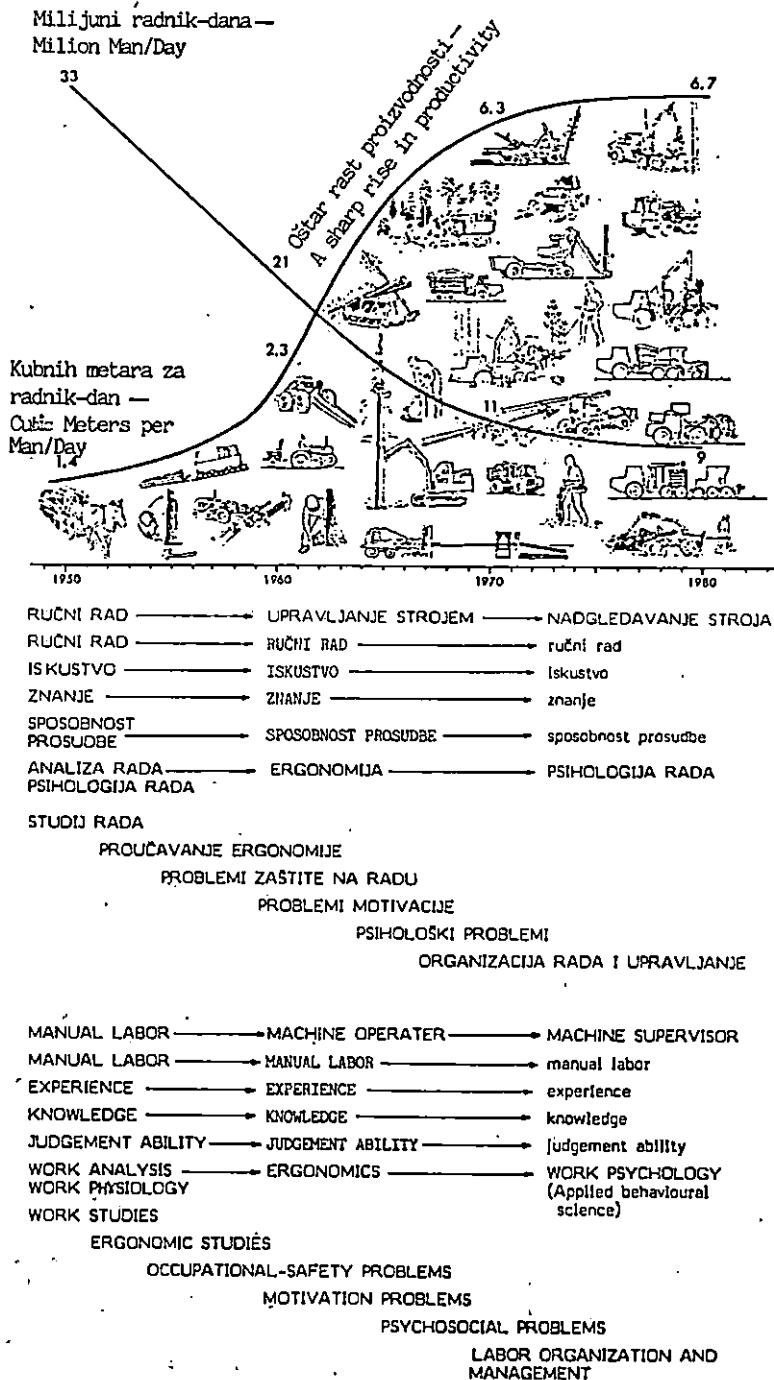 Milijuni radnik-dana—
Milion Man/Day
33
Oštar rast proizvodnosti—
A sharp rise in productivity
6.3
6.7
21
2.3
Kubnih metara za
radnik-dan —
Cubic Meters per
Man/Day
1.4
11
9
1950 1960 1970 1980
RUČNI RAD → UPRAVLJANJE STROJEM → NADGLEDAVANJE STROJA
RUČNI RAD → RUČNI RAD → ručni rad
ISKUSTVO → ISKUSTVO → iskustvo
ZNANJE → ZNANJE → znanje
SPOSOBNOST
PROSUDBE → SPOSOBNOST PROSUDBE → sposobnost prosudbe
ANALIZA RADA → ERGONOMIJA → PSIHOLOGIJA RADA
PSIHOLOGIJA RADA
STUDIJ RADA
PROUČAVANJE ERGONOMIJE
PROBLEMI ZAŠTITE NA RADU
PROBLEMI MOTIVACIJE
PSIHOLOŠKI PROBLEMI
ORGANIZACIJA RADA I UPRAVLJANJE
MANUAL LABOR → MACHINE OPERATER → MACHINE SUPERVISOR
MANUAL LABOR → MANUAL LABOR → manual labor
EXPERIENCE → EXPERIENCE → experience
KNOWLEDGE → KNOWLEDGE → knowledge
JUDGEMENT ABILITY → JUDGEMENT ABILITY → judgement ability
WORK ANALYSIS → ERGONOMICS → WORK PSYCHOLOGY
WORK PHYSIOLOGY (Applied behavioural
science)
WORK STUDIES
ERGONOMIC STUDIES
OCCUPATIONAL-SAFETY PROBLEMS
MOTIVATION PROBLEMS
PSYCHOSOCIAL PROBLEMS
LABOR ORGANIZATION AND
MANAGEMENT